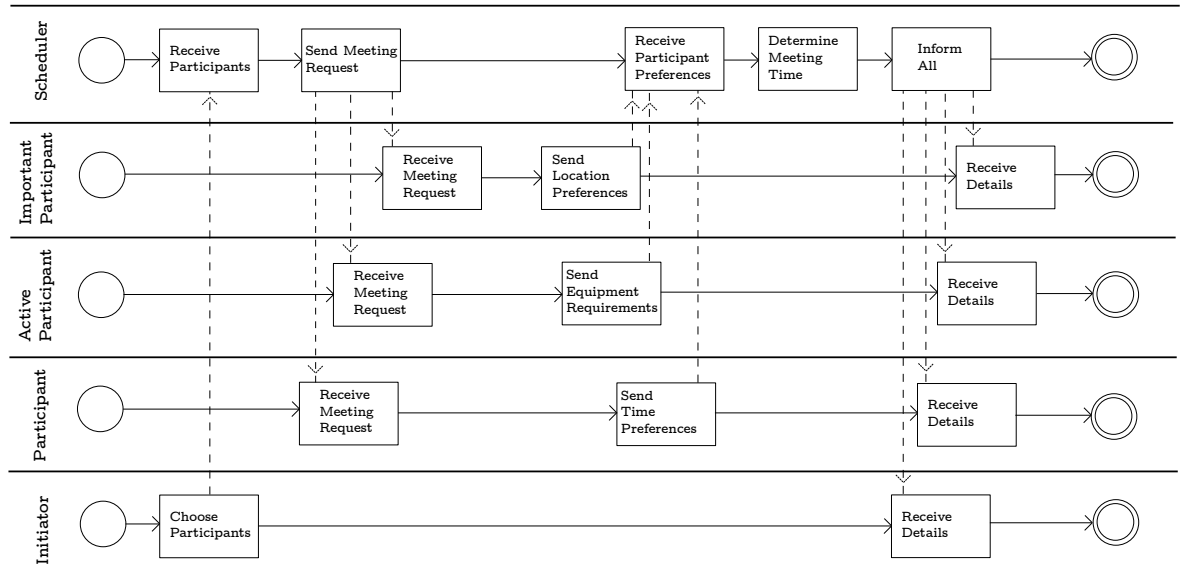 Scheduler
Receive
Participants
Send Meeting
Request
Receive
Participant
Preferences
Determine
Meeting
Time
Inform
All
Important
Participant
Receive
Meeting
Request
Send
Location
Preferences
Receive
Details
Active
Participant
Receive
Meeting
Request
Send
Equipment
Requirements
Receive
Details
Participant
Receive
Meeting
Request
Send
Time
Preferences
Receive
Details
Initiator
Choose
Participants
Receive
Details